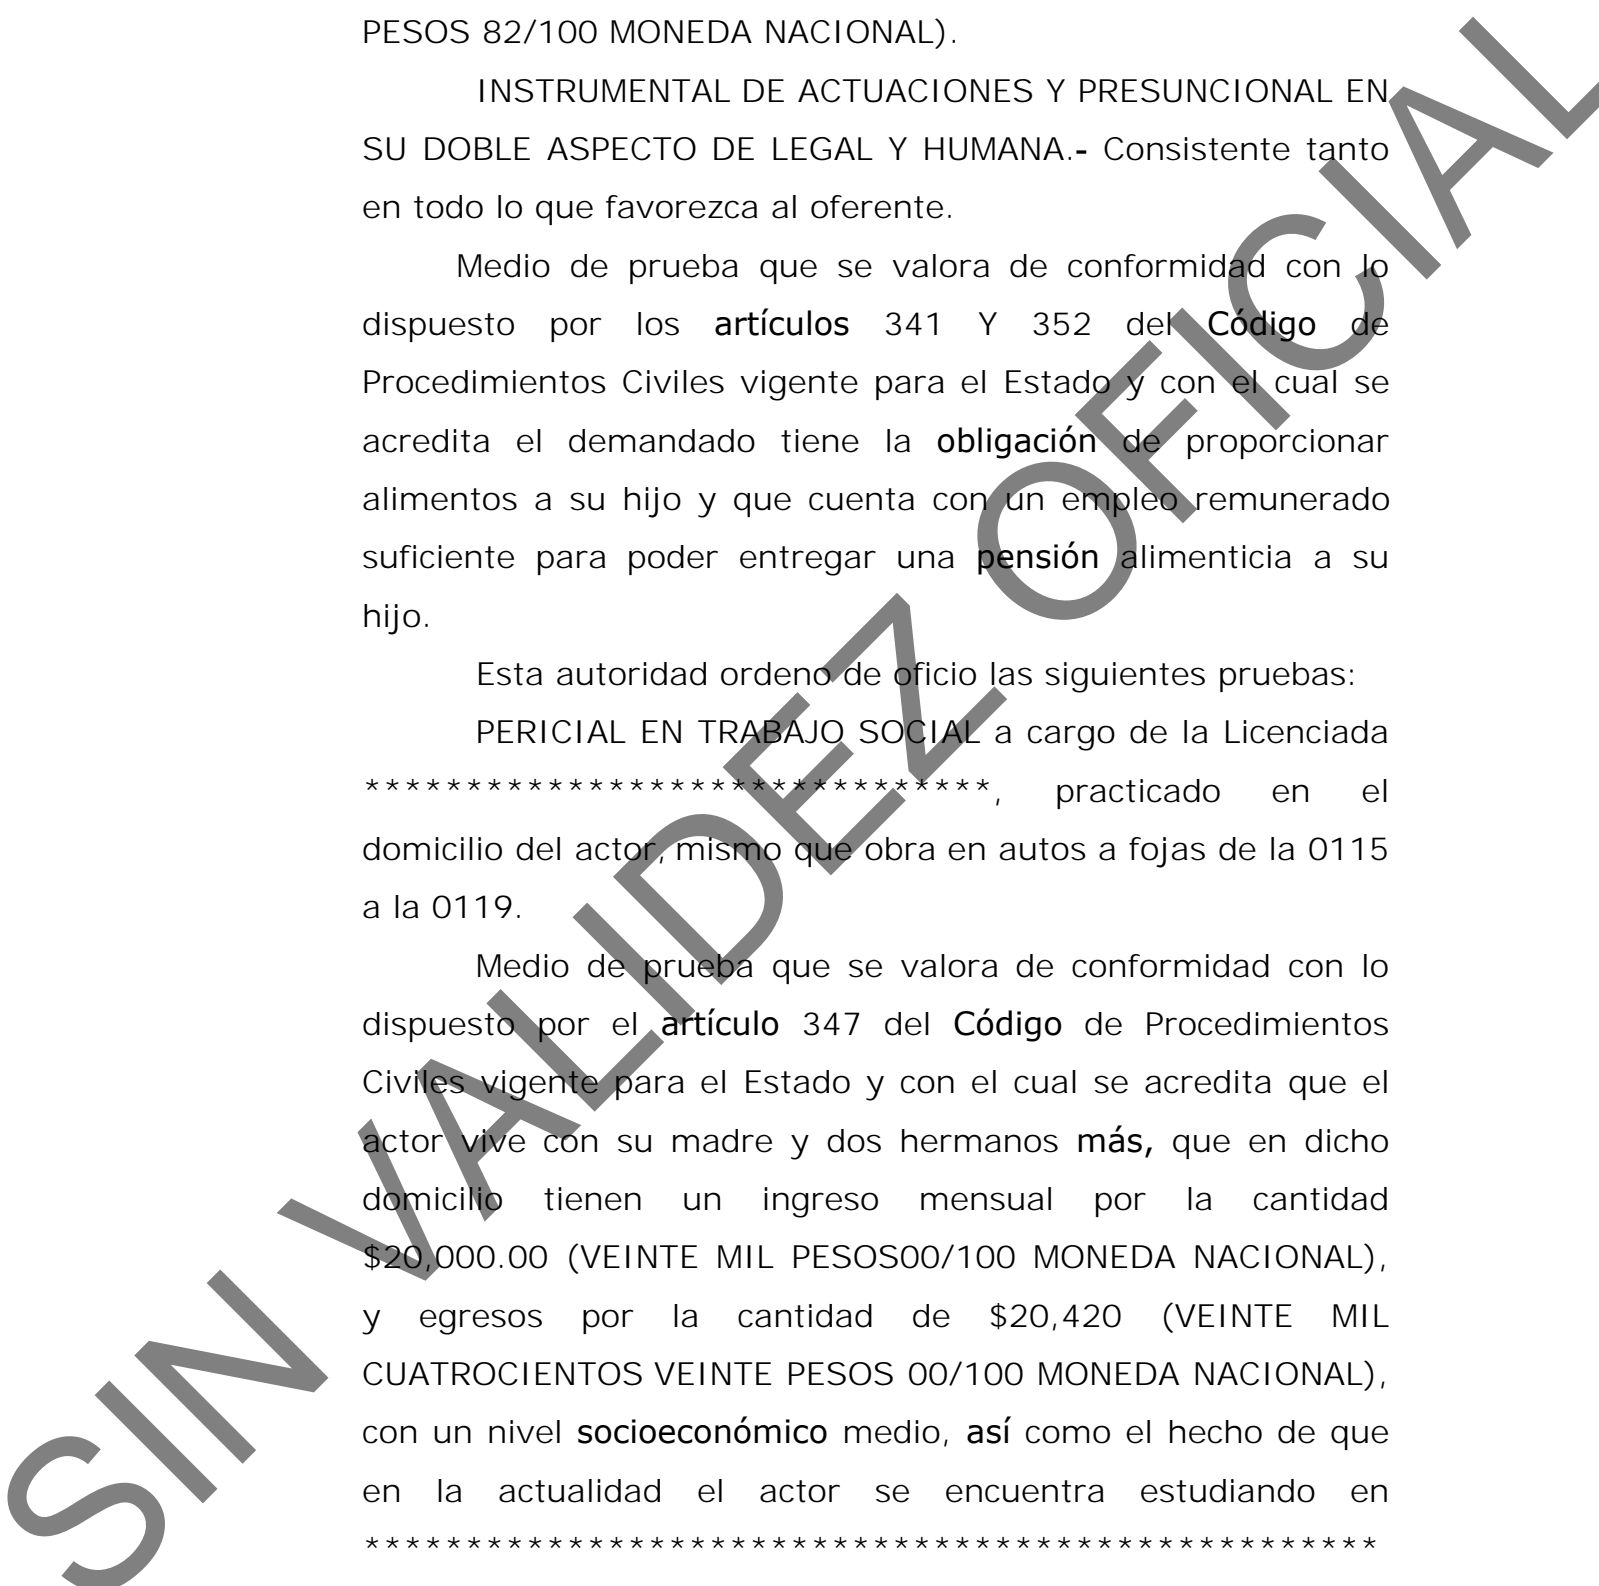 PESOS 82/100 MONEDA NACIONAL).
INSTRUMENTAL DE ACTUACIONES Y PRESUNCIONAL EN
SU DOBLE ASPECTO DE LEGAL Y HUMANA.- Consistente tanto
en todo lo que favorezca al oferente.
Medio de prueba que se valora de conformidad con lo
dispuesto por los artículos 341 Y 352 del Código de
Procedimientos Civiles vigente para el Estado y con el cual se
acredita el demandado tiene la obligación de proporcionar
alimentos a su hijo y que cuenta con un empleo remunerado
suficiente para poder entregar una pensión alimenticia a su
hijo.
Esta autoridad ordeno de oficio las siguientes pruebas:
PERICIAL EN TRABAJO SOCIAL a cargo de la Licenciada
*******************************, practicado en el
domicilio del actor, mismo que obra en autos a fojas de la 0115
a la 0119.
Medio de prueba que se valora de conformidad con lo
dispuesto por el artículo 347 del Código de Procedimientos
Civiles vigente para el Estado y con el cual se acredita que el
actor vive con su madre y dos hermanos más, que en dicho
domicilio tienen un ingreso mensual por la cantidad
$20,000.00 (VEINTE MIL PESOS00/100 MONEDA NACIONAL),
y egresos por la cantidad de $20,420 (VEINTE MIL
CUATROCIENTOS VEINTE PESOS 00/100 MONEDA NACIONAL),
con un nivel socioeconómico medio, así como el hecho de que
en la actualidad el actor se encuentra estudiando en
**************************************************
SIN VALIDEZ OFICIAL